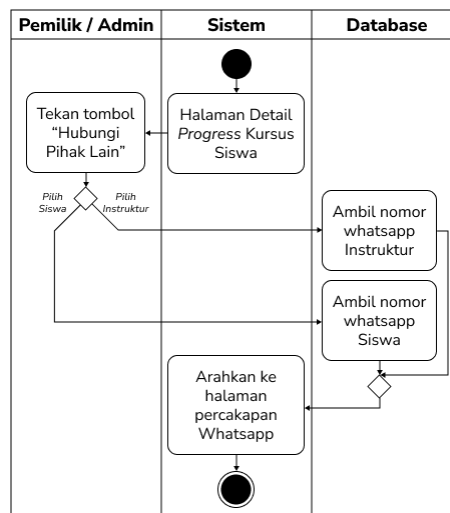 Pemilik / Admin
Sistem
Database
Tekan tombol
“Hubungi
Pihak Lain”
Halaman Detail
Progress Kursus
Siswa
Pilih
Siswa
Pilih
Instruktur
Ambil nomor
whatsapp
Instruktur
Ambil nomor
whatsapp
Siswa
Arahkan ke
halaman
percakapan
Whatsapp